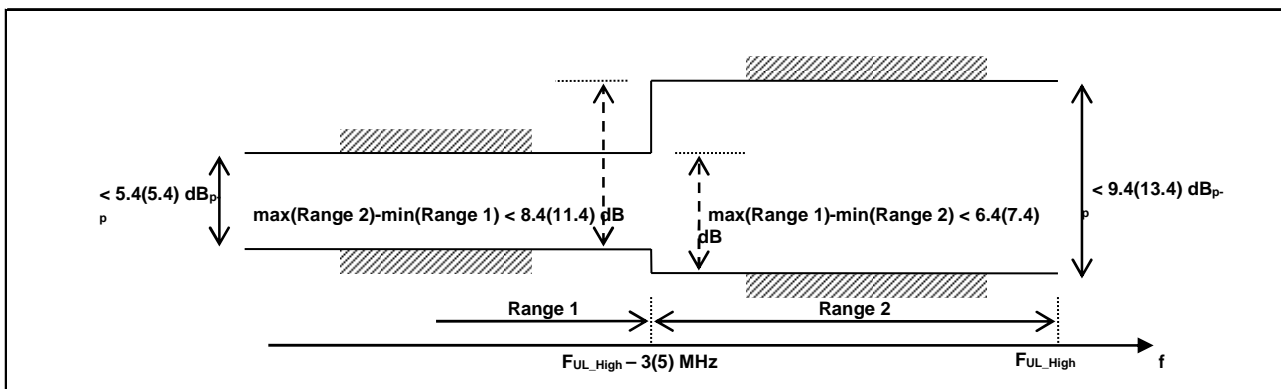 < 5.4(5.4) dBp-
p
max(Range 2)-min(Range 1) < 8.4(11.4) dB
max(Range 1)-min(Range 2) < 6.4(7.4)
dB
< 9.4(13.4) dBp-
p
Range 1
Range 2
FUL_High – 3(5) MHz
FUL_High
f